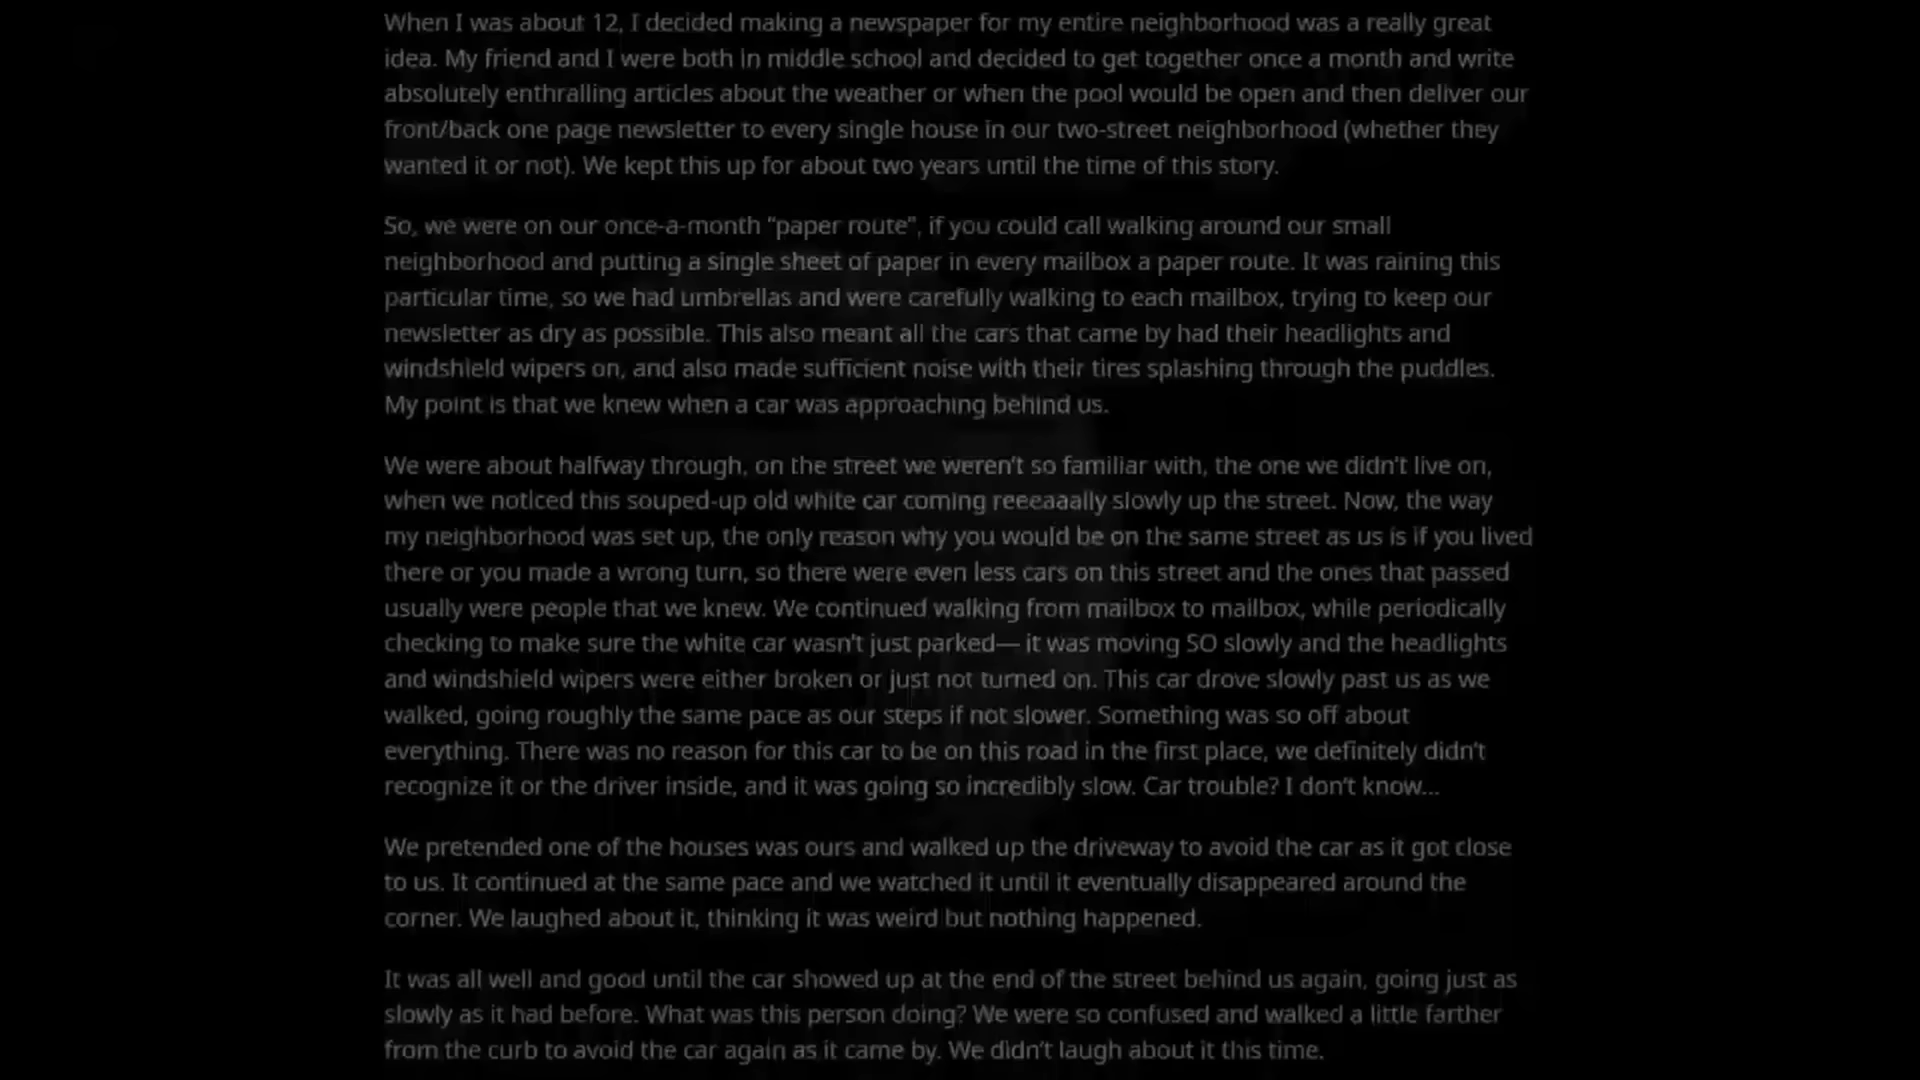 When I was about 12, I decided making a newspaper for my entire neighborhood was a really great
idea. My friend and I were both in middle school and decided to get together once a month and write
absolutely enthralling articles about the weather or when the pool would be open and then deliver our
front/back one page newsletter to every single house in our two-street neighborhood (whether they
wanted it or not). We kept this up for about two years until the time of this story.
So, we were on our once-a-month “paper route”, if you could call walking around our small
neighborhood and putting a single sheet of paper in every mailbox a paper route. It was raining this
particular time, so we had umbrellas and were carefully walking to each mailbox, trying to keep our
newsletter as dry as possible. This also meant all the cars that came by had their headlights and
windshield wipers on, and also made sufficient noise with their tires splashing through the puddles.
My point is that we knew when a car was approaching behind us.
We were about halfway through, on the street we weren’t so familiar with, the one we didn’t live on,
when we noticed this souped-up old white car coming reeeaaally slowly up the street. Now, the way
my neighborhood was set up, the only reason why you would be on the same street as us is if you lived
there or you made a wrong turn, so there were even less cars on this street and the ones that passed
usually were people that we knew. We continued walking from mailbox to mailbox, while periodically
checking to make sure the white car wasn’t just parked— it was moving SO slowly and the headlights
and windshield wipers were either broken or just not turned on. This car drove slowly past us as we
walked, going roughly the same pace as our steps if not slower. Something was so off about
everything. There was no reason for this car to be on this road in the first place, we definitely didn’t
recognize it or the driver inside, and it was going so incredibly slow. Car trouble? I don’t know...
We pretended one of the houses was ours and walked up the driveway to avoid the car as it got close
to us. It continued at the same pace and we watched it until it eventually disappeared around the
corner. We laughed about it, thinking it was weird but nothing happened.
It was all well and good until the car showed up at the end of the street behind us again, going just as
slowly as it had before. What was this person doing? We were so confused and walked a little farther
from the curb to avoid the car again as it came by. We didn’t laugh about it this time.